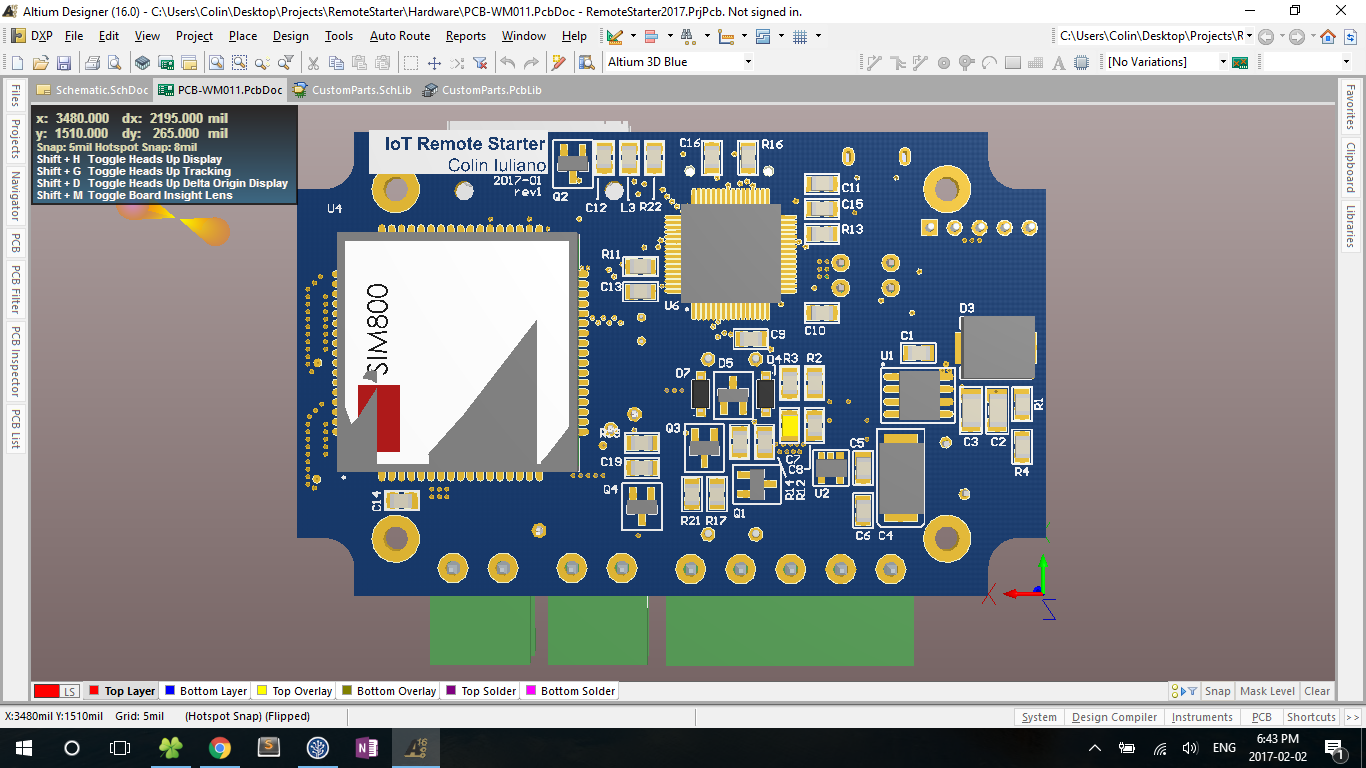 Altium Designer (16.0) - C:\Users\Colin\Desktop\Projects\RemoteStarter\Hardware\PCB-WM011.PcbDoc - RemoteStarter2017.PrjPcb. Not signed in.
DXP File Edit View Project Place Design Tools Auto Route Reports Window Help
C:\Users\Colin\Desktop\Projects\R
Altium 3D Blue
[No Variations]
Schematic.SchDoc PCB-WM011.PcbDoc CustomParts.SchLib CustomParts.PcbLib
Files
Projects
Navigator
PCB
PCB Filter
PCB Inspector
PCB List
Favorites
Clipboard
Libraries
x: 3480.000 dx: 2195.000 mil
y: 1510.000 dy: 265.000 mil
Snap: 5mil Hotspot Snap: 8mil
Shift + H Toggle Heads Up Display
Shift + G Toggle Heads Up Tracking
Shift + D Toggle Heads Up Delta Origin Display
Shift + M Toggle Board Insight Lens
IoT Remote Starter
Colin Iuliano
2017-01
rev1
U4
Q2
C12
L3
R22
C16
R16
C11
C15
R13
R11
C13
U6
C10
C9
D3
C1
U1
SIM800
D7
D5
D4
R3
R2
R1
C3
C2
R4
Q3
C19
Q4
C7
C8
C5
R14
R12
U2
C14
R21
R17
Q1
C6
C4
X
Z
LS Top Layer Bottom Layer Top Overlay Bottom Overlay Top Solder Bottom Solder
Snap Mask Level Clear
X:3480mil Y:1510mil Grid: 5mil (Hotspot Snap) (Flipped)
System Design Compiler Instruments PCB Shortcuts >>
ENG
6:43 PM
2017-02-02
1